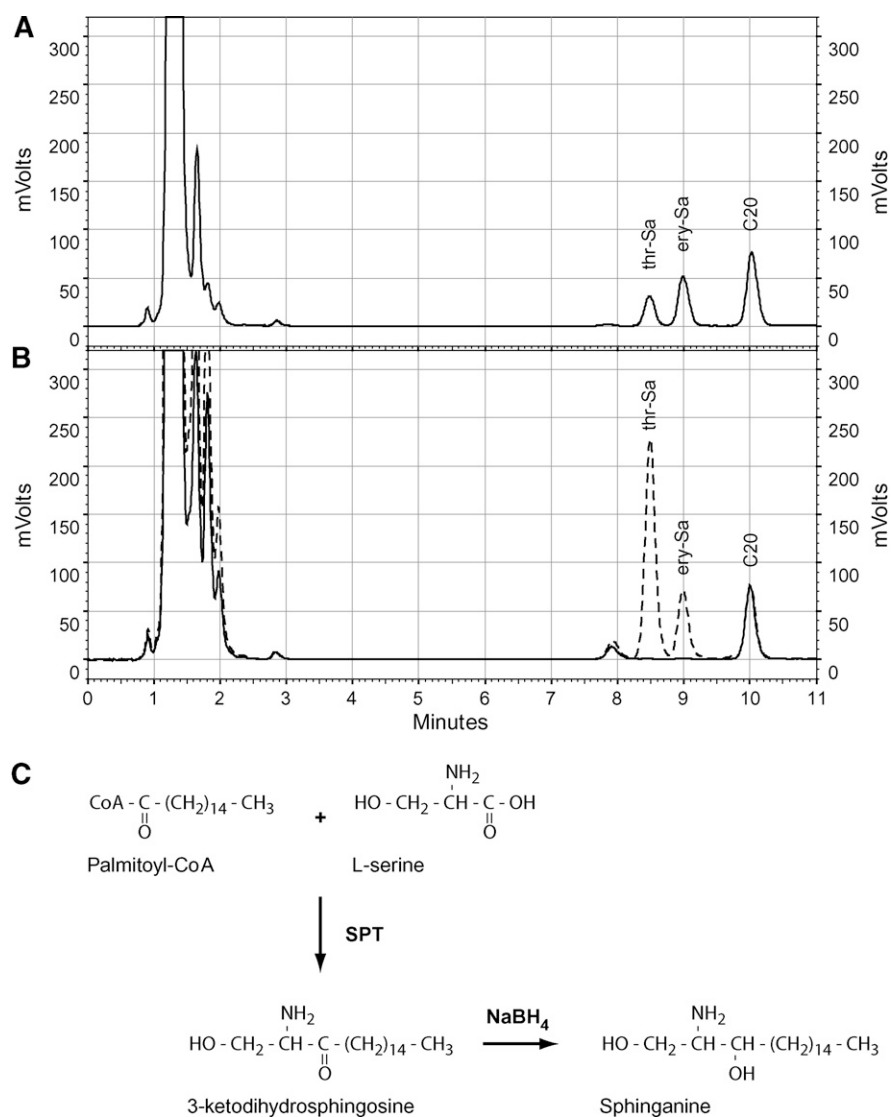 A
300 300
250 250
200 200
150 150
100 100
50 50
0 0
mVolts mVolts
thr-Sa ery-Sa C20
B
300 300
250 250
200 200
150 150
100 100
50 50
0 0
mVolts mVolts
thr-Sa ery-Sa C20
0 1 2 3 4 5 6 7 8 9 10 11
Minutes
C
NH₂
CoA - C - (CH₂)₁₄ - CH₃ + HO - CH₂ - CH - C - OH
O O
Palmitoyl-CoA L-serine
SPT
NH₂ NH₂
HO - CH₂ - CH - C - (CH₂)₁₄ - CH₃ NaBH₄ HO - CH₂ - CH - CH - (CH₂)₁₄ - CH₃
O OH
3-ketodihydrosphingosine Sphinganine